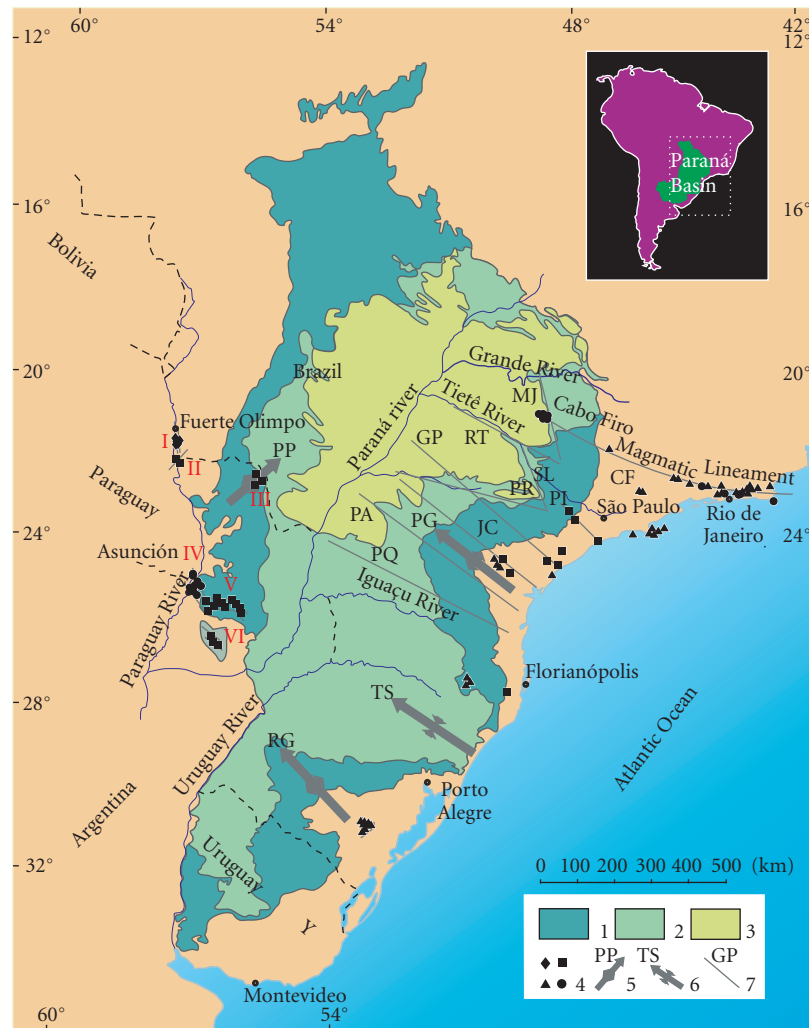 60° 54° 48° 42°
12° 12°
Paraná
Basin
16° 16°
Bolivia
20° 20°
Brazil
Grande River
MJ
Tietê River
Cabo Firo
Paraná river
Fuerte Olimpo
I
PP
GP
RT
Magmatic Lineament
II
III
SL
CF
PR
PI
São Paulo
Rio de
Janeiro
Paraguay
PA
PG
JC
24° 24°
Asunción
IV
PQ
V
Iguaçu River
Paraguay River
VI
Florianópolis
28°
TS
Uruguay River
RG
Atlantic Ocean
Porto
Alegre
Argentina
32°
Uruguay
0 100 200 300 400 500 (km)
Y
1 2 3
PP TS GP
4 5 6 7
Montevideo
60° 54°